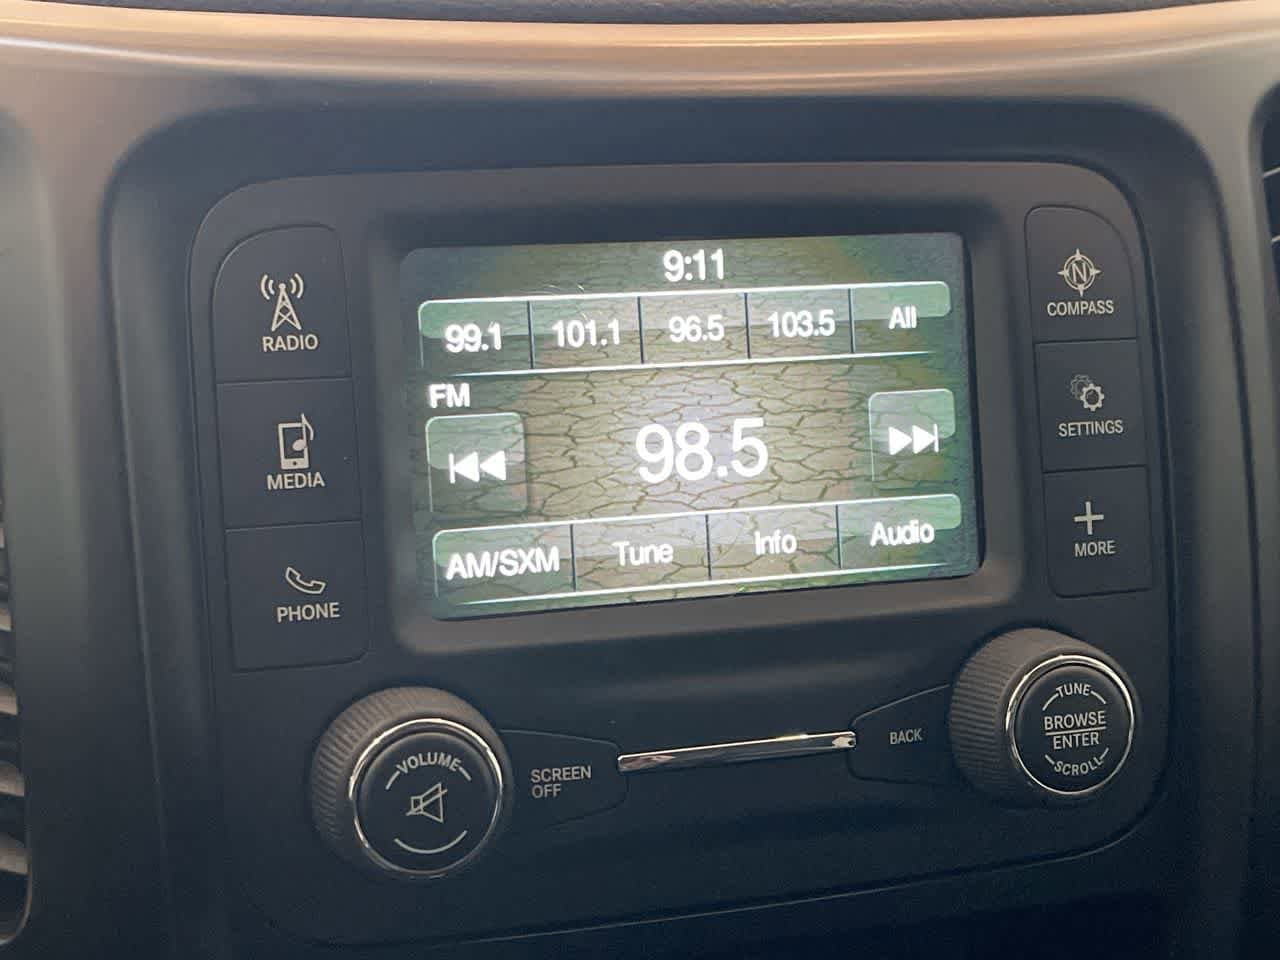 9:11
99.1 101.1 96.5 103.5 All
FM
98.5
AM/SXM Tune Info Audio
RADIO
MEDIA
PHONE
N
COMPASS
SETTINGS
MORE
VOLUME
SCREEN
OFF
BACK
TUNE
BROWSE
ENTER
SCROLL